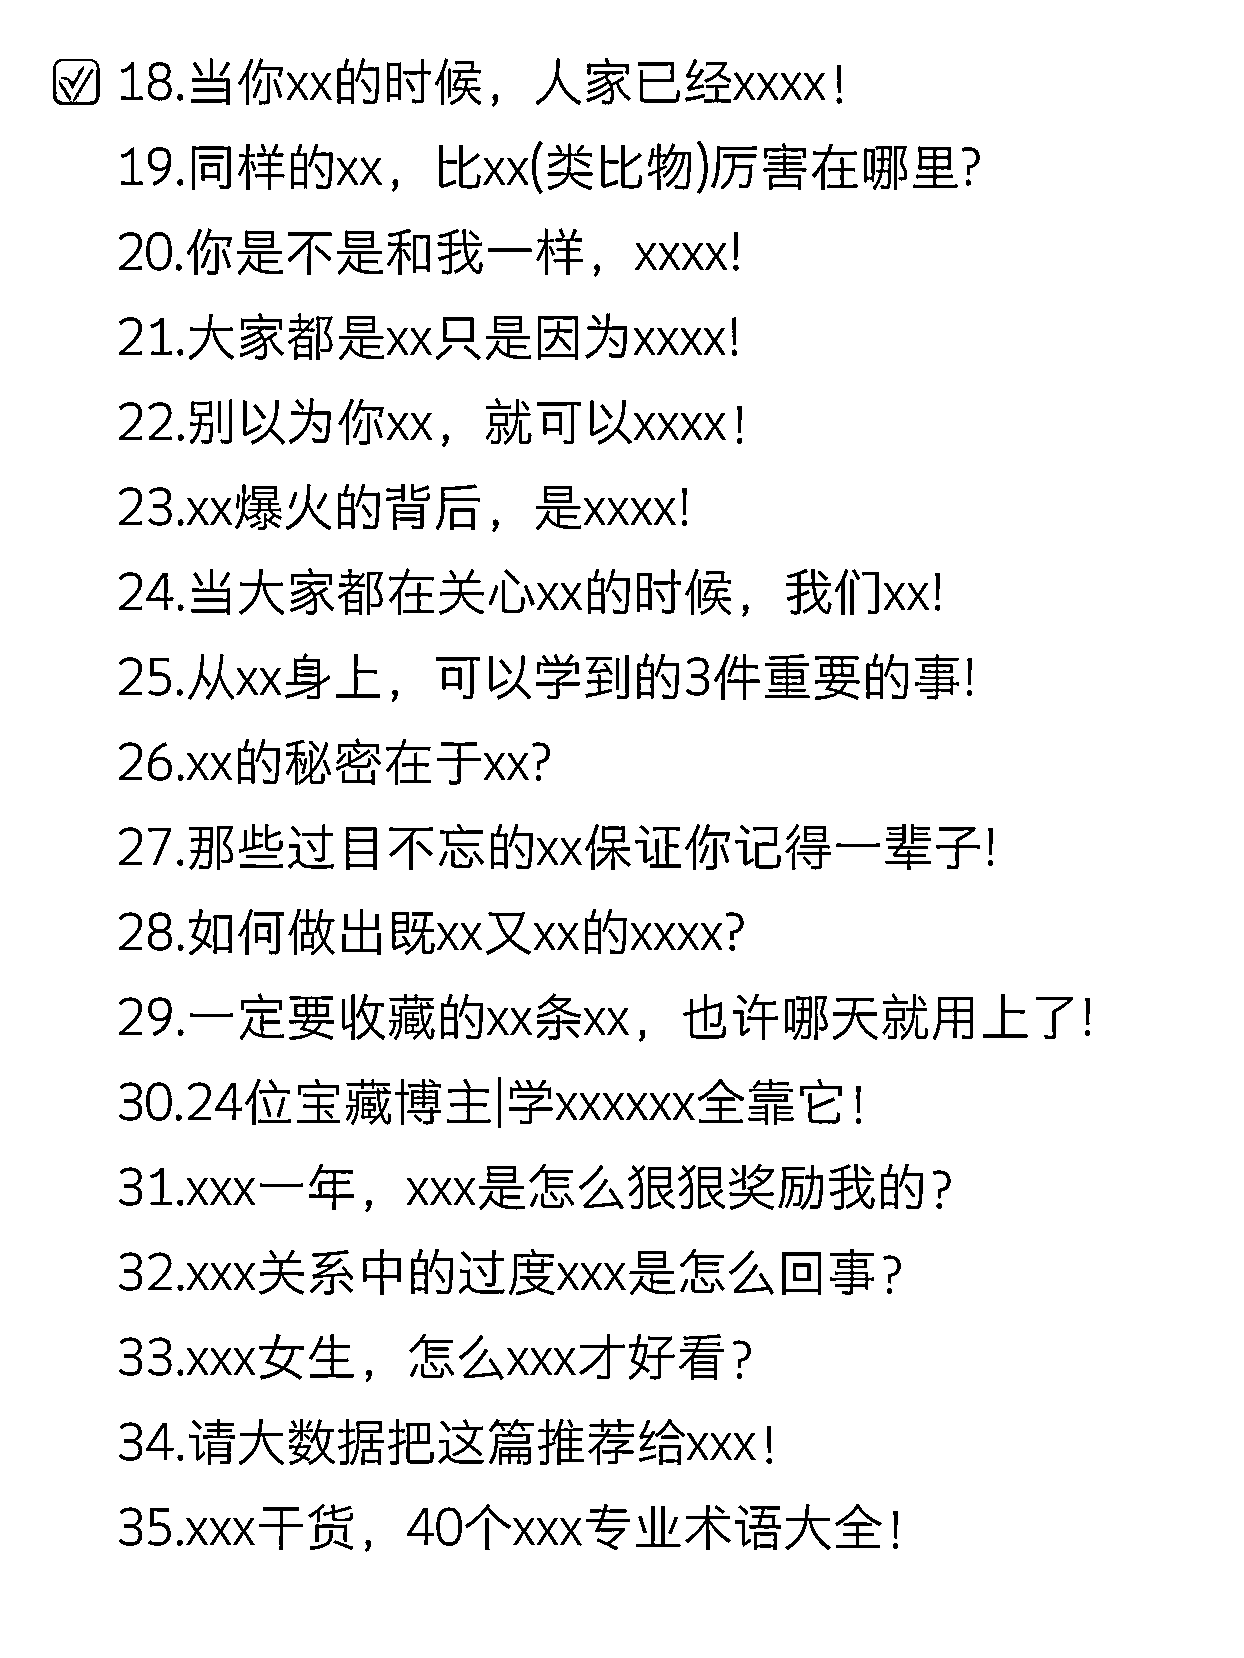 18.当你xx的时候，人家已经xxxx！
19.同样的xx，比xx(类比物)厉害在哪里?
20.你是不是和我一样，xxxx!
21.大家都是xx只是因为xxxx!
22.别以为你xx，就可以xxxx！
23.xx爆火的背后，是xxxx!
24.当大家都在关心xx的时候，我们xx!
25.从xx身上，可以学到的3件重要的事!
26.xx的秘密在于xx?
27.那些过目不忘的xx保证你记得一辈子!
28.如何做出既xx又xx的xxxx?
29.一定要收藏的xx条xx，也许哪天就用上了!
30.24位宝藏博主|学xxxxxx全靠它！
31.xxx一年，xxx是怎么狠狠奖励我的？
32.xxx关系中的过度xxx是怎么回事？
33.xxx女生，怎么xxx才好看？
34.请大数据把这篇推荐给xxx！
35.xxx干货，40个xxx专业术语大全！